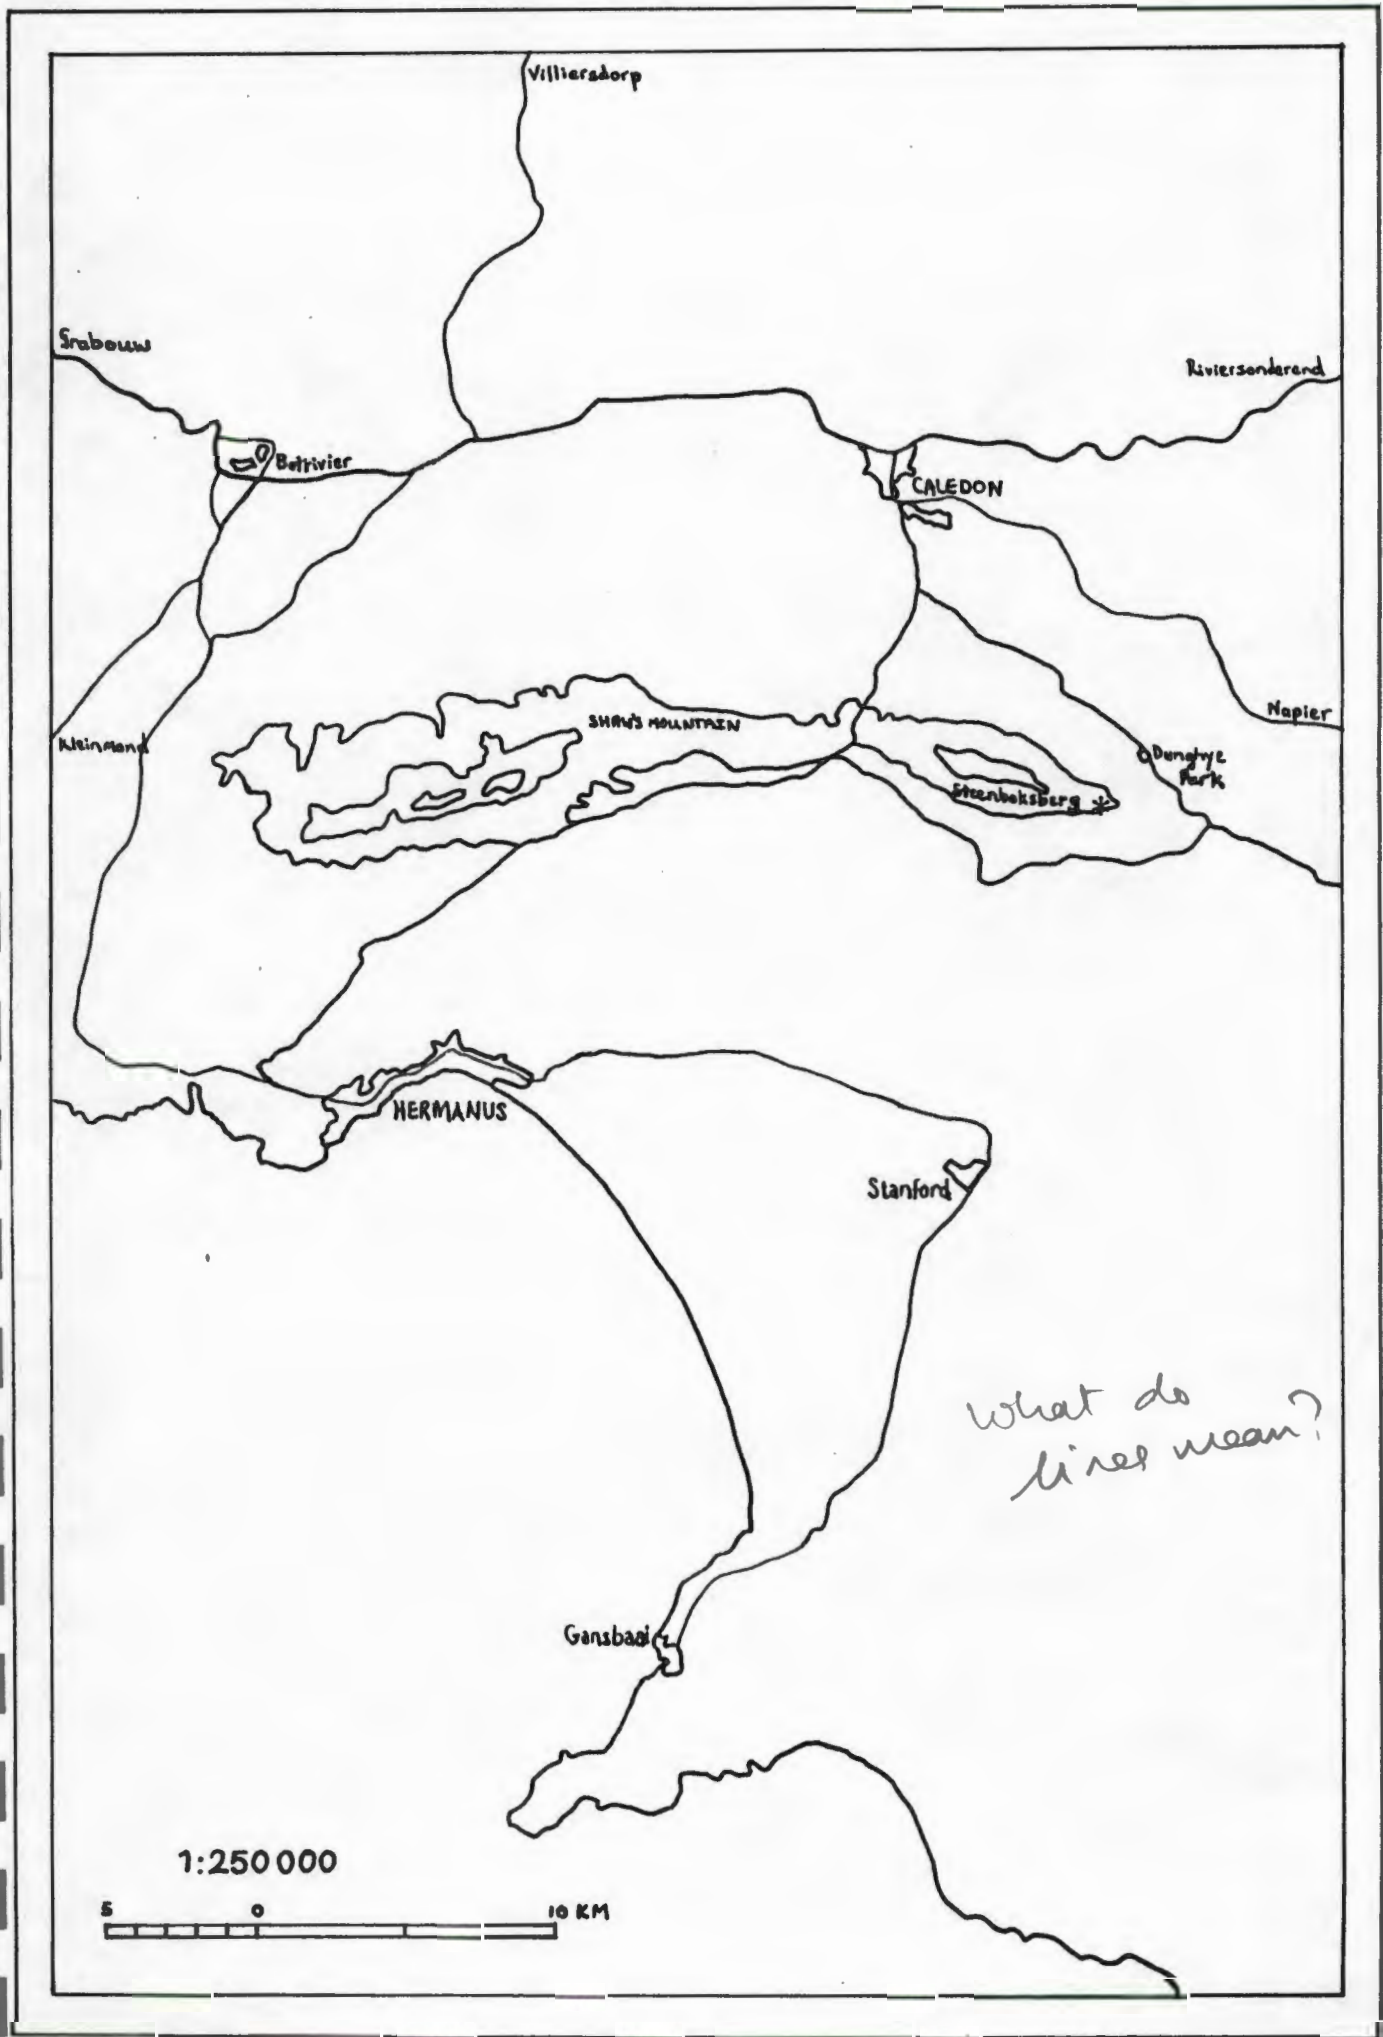 Villiersdorp
Grabouw
Riviersonderend
Botrivier
CALEDON
SHAW'S MOUNTAIN
Napier
Kleinmond
Dunghye
Park
Steenboksberg *
HERMANUS
Stanford
What do
lines mean?
Gansbaai
1:250 000
5 0 10 KM